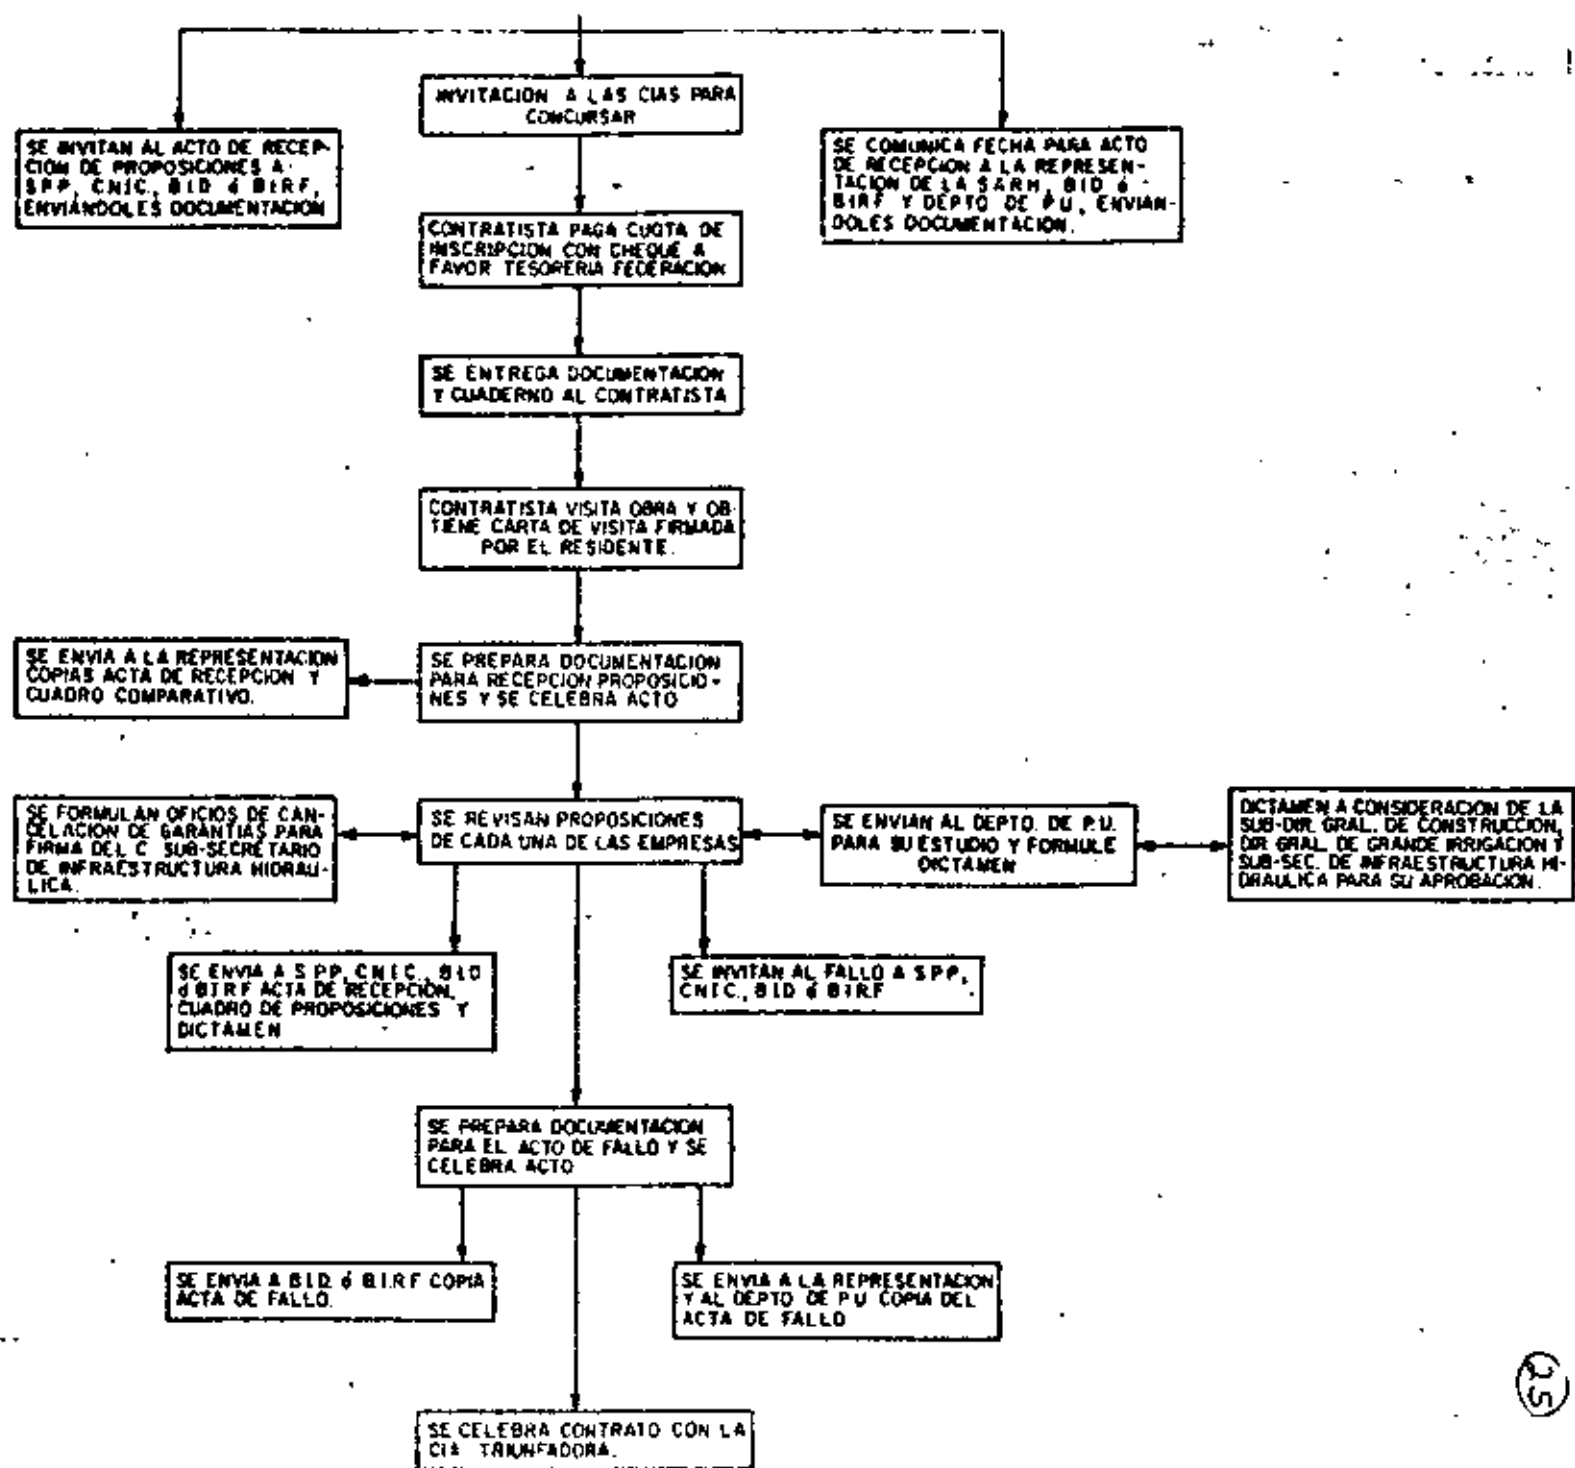 INVITACION A LAS CIAS PARA
CONCURSAR
SE INVITAN AL ACTO DE RECEP-
CION DE PROPOSICIONES A
SPP, CNIC., BID ó BIRF,
ENVIÁNDOLES DOCUMENTACION
SE COMUNICA FECHA PARA ACTO
DE RECEPCION A LA REPRESEN-
TACION DE LA SARH, BID ó
BIRF Y DEPTO DE P.U., ENVIAN-
DOLES DOCUMENTACION.
CONTRATISTA PAGA CUOTA DE
INSCRIPCION CON CHEQUE A
FAVOR TESORERIA FEDERACION
SE ENTREGA DOCUMENTACION
Y CUADERNO AL CONTRATISTA
CONTRATISTA VISITA OBRA Y OB-
TIENE CARTA DE VISITA FIRMADA
POR EL RESIDENTE.
SE ENVIA A LA REPRESENTACION
COPIAS ACTA DE RECEPCION Y
CUADRO COMPARATIVO.
SE PREPARA DOCUMENTACION
PARA RECEPCION PROPOSICIO-
NES Y SE CELEBRA ACTO
SE FORMULAN OFICIOS DE CAN-
CELACION DE GARANTIAS PARA
FIRMA DEL C. SUB-SECRETARIO
DE INFRAESTRUCTURA HIDRAU-
LICA.
SE REVISAN PROPOSICIONES
DE CADA UNA DE LAS EMPRESAS
SE ENVIAN AL DEPTO. DE P.U.
PARA SU ESTUDIO Y FORMULE
DICTAMEN
DICTAMEN A CONSIDERACION DE LA
SUB-DIR. GRAL. DE CONSTRUCCION,
DIR GRAL. DE GRANDE IRRIGACION Y
SUB-SEC. DE INFRAESTRUCTURA HI-
DRAULICA PARA SU APROBACION.
SE ENVIA A SPP, CNIC., BID
ó BIRF ACTA DE RECEPCION,
CUADRO DE PROPOSICIONES Y
DICTAMEN
SE INVITAN AL FALLO A SPP,
CNIC., BID ó BIRF
SE PREPARA DOCUMENTACION
PARA EL ACTO DE FALLO Y SE
CELEBRA ACTO
SE ENVIA A BID ó B.I.R.F COPIA
ACTA DE FALLO.
SE ENVIA A LA REPRESENTACION
Y AL DEPTO DE P.U COPIA DEL
ACTA DE FALLO
SE CELEBRA CONTRATO CON LA
CIA TRIUNFADORA.
25